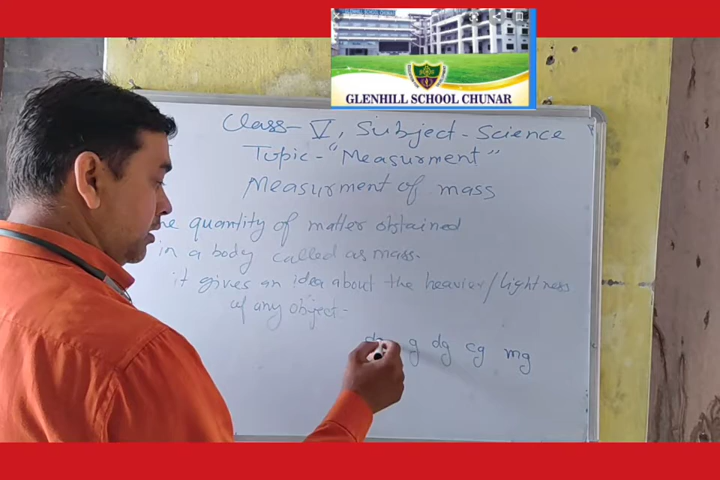 GLENHILL SCHOOL CHUNAR
Class-V, Subject-Science
Topic-"Measurment"
Measurment of mass
quantity of matter obtained
in a body called as mass.
it gives an idea about the heavier/lightness
of any object.
g dg cg mg